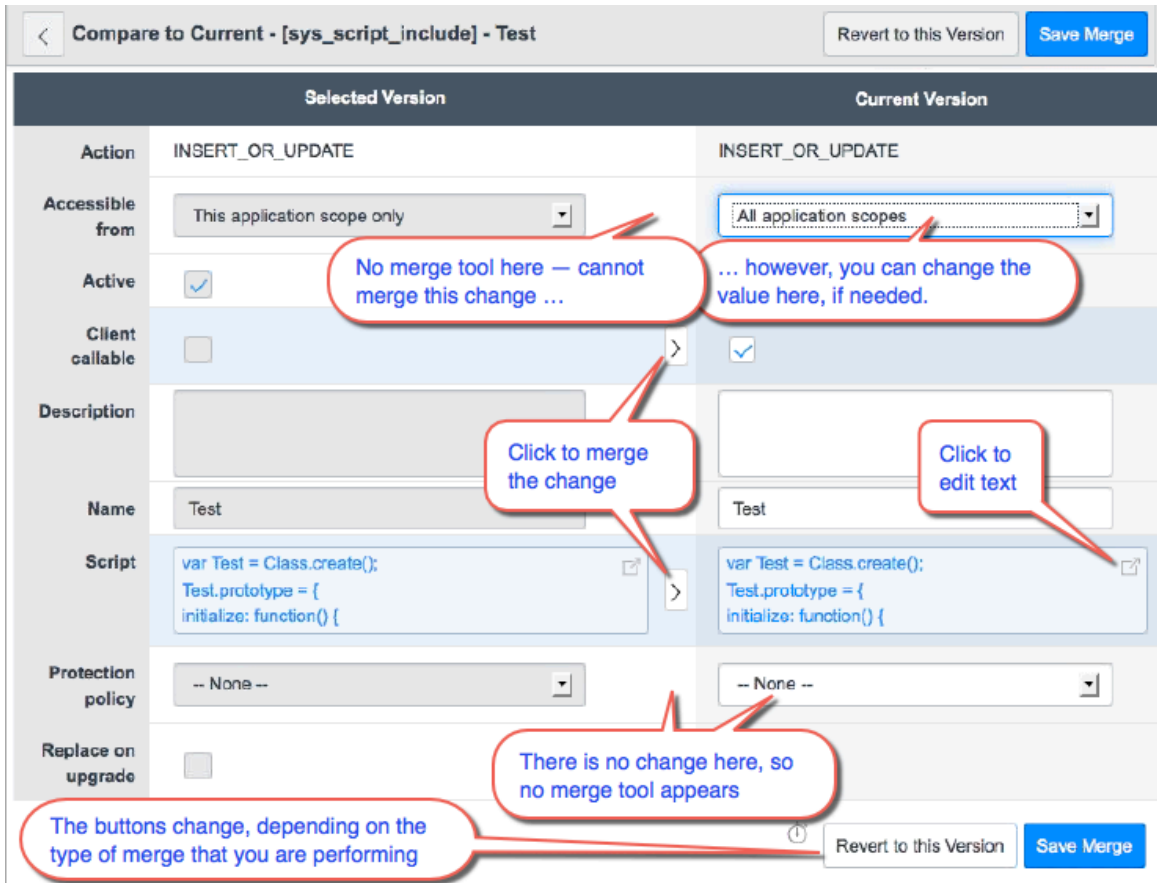 Compare to Current - [sys_script_include] - Test
Revert to this Version
Save Merge
Selected Version
Current Version
Action
INSERT_OR_UPDATE
INSERT_OR_UPDATE
Accessible
from
This application scope only
All application scopes
No merge tool here — cannot
merge this change …
… however, you can change the
value here, if needed.
Active
Client
callable
Description
Click to merge
the change
Click to
edit text
Name
Test
Test
Script
var Test = Class.create();
Test.prototype = {
initialize: function() {
var Test = Class.create();
Test.prototype = {
initialize: function() {
Protection
policy
-- None --
-- None --
There is no change here, so
no merge tool appears
Replace on
upgrade
The buttons change, depending on the
type of merge that you are performing
Revert to this Version
Save Merge